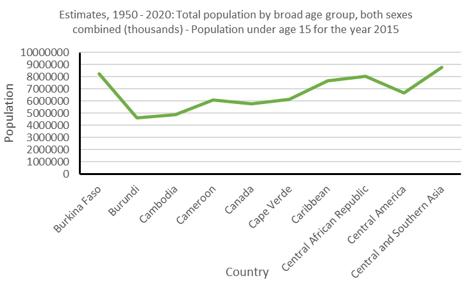 Estimates, 1950 - 2020: Total population by broad age group, both sexes
combined (thousands) - Population under age 15 for the year 2015
10000000
9000000
8000000
7000000
6000000
5000000
4000000
3000000
2000000
1000000
0
Population
Burkina Faso
Burundi
Cambodia
Cameroon
Canada
Cape Verde
Caribbean
Central African Republic
Central America
Central and Southern Asia
Country